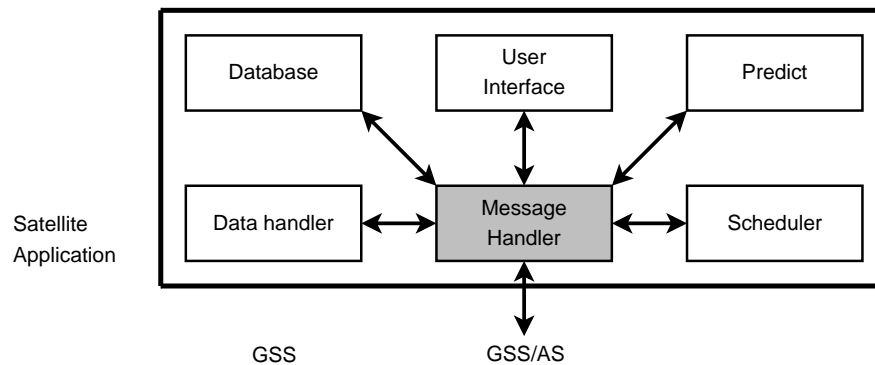 Database
User
Interface
Predict
Data handler
Message
Handler
Scheduler
Satellite
Application
GSS
GSS/AS